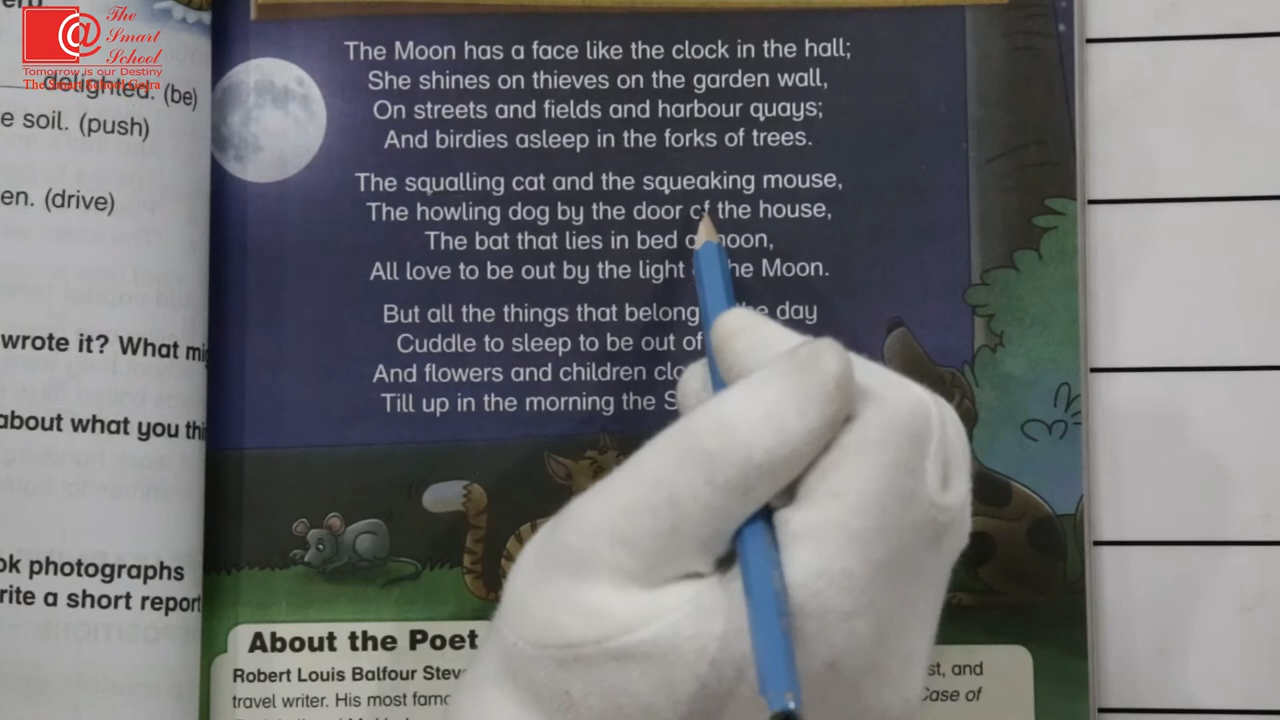 The
Smart
School
Tomorrow is our Destiny
The Smart School
delighted. (be)
e soil. (push)
en. (drive)
wrote it? What
about what you
ok photographs
rite a short report
The Moon has a face like the clock in the hall;
She shines on thieves on the garden wall,
On streets and fields and harbour quays;
And birdies asleep in the forks of trees.
The squalling cat and the squeaking mouse,
The howling dog by the door of the house,
The bat that lies in bed noon,
All love to be out by the light Moon.
But all the things that belong the day
Cuddle to sleep to be out of
And flowers and children
Till up in the morning the
About the Poet
Robert Louis Balfour
st, and
travel writer. His most
Case of